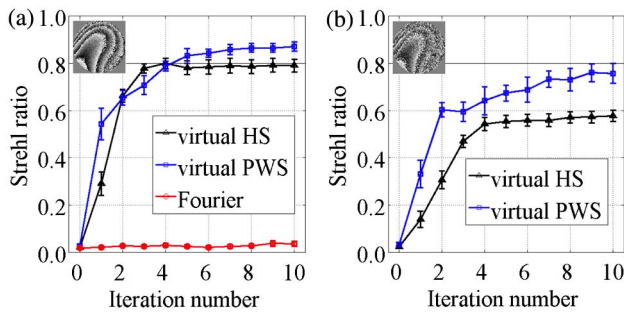 (a)
Strehl ratio
1.0
0.8
0.6
0.4
0.2
0.0
virtual HS
virtual PWS
Fourier
0 2 4 6 8 10
Iteration number
(b)
Strehl ratio
1.0
0.8
0.6
0.4
0.2
0.0
virtual HS
virtual PWS
0 2 4 6 8 10
Iteration number